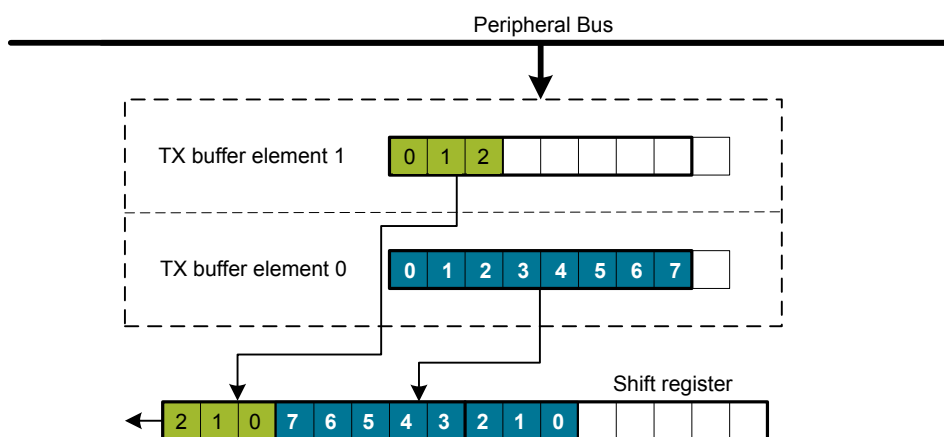 Peripheral Bus
TX buffer element 1
0 1 2
TX buffer element 0
0 1 2 3 4 5 6 7
Shift register
2 1 0 7 6 5 4 3 2 1 0